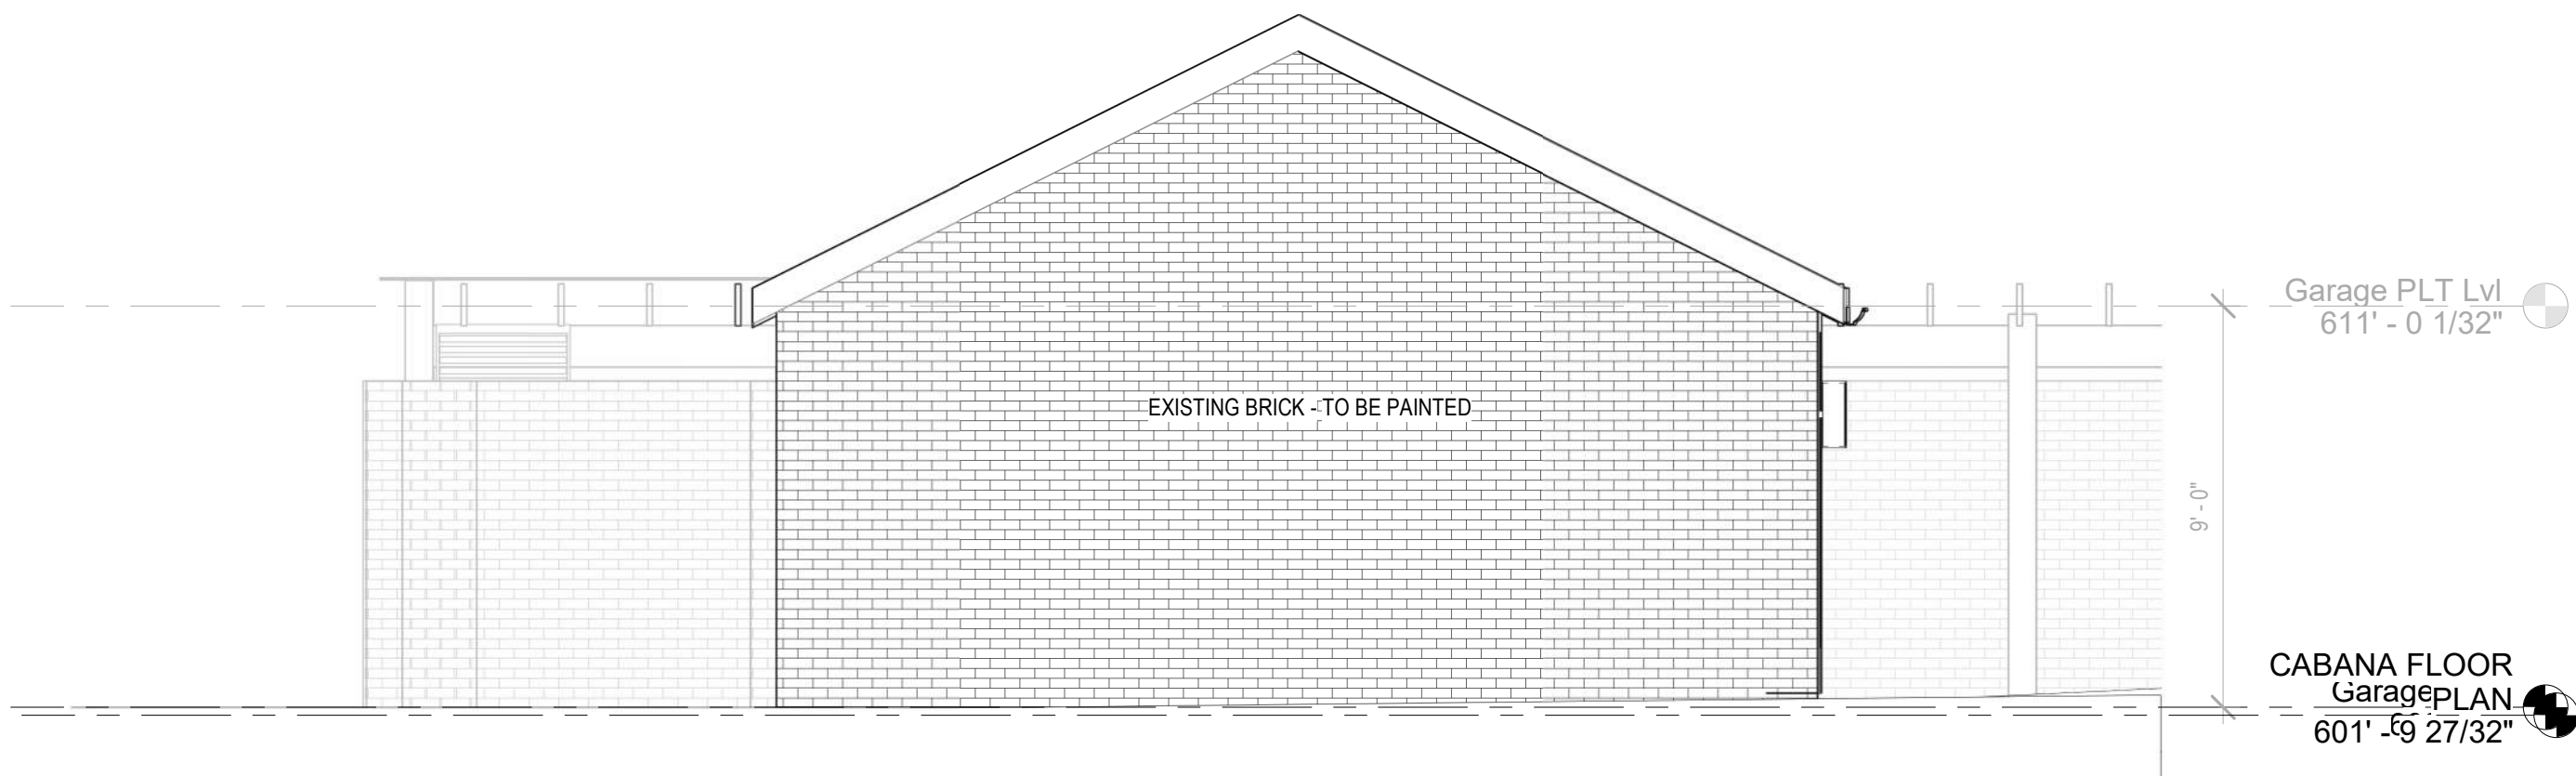 Garage PLT Lvl
611' - 0 1/32"
EXISTING BRICK - TO BE PAINTED
9' - 0"
CABANA FLOOR
Garage
PLAN
601' - 9 27/32"